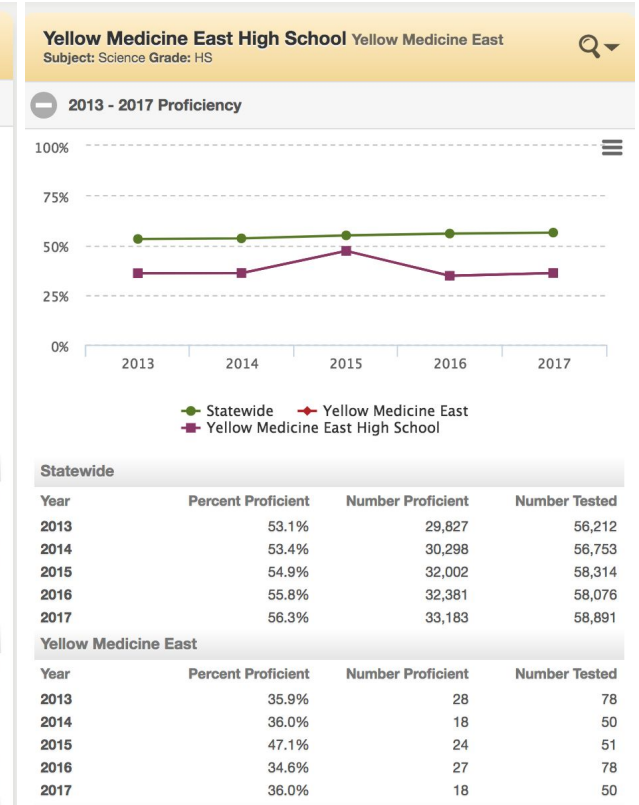 Yellow Medicine East High School Yellow Medicine East
Subject: Science Grade: HS
2013 - 2017 Proficiency
100%
75%
50%
25%
0%
2013 2014 2015 2016 2017
Statewide Yellow Medicine East
Yellow Medicine East High School
Statewide
Year Percent Proficient Number Proficient Number Tested
2013 53.1% 29,827 56,212
2014 53.4% 30,298 56,753
2015 54.9% 32,002 58,314
2016 55.8% 32,381 58,076
2017 56.3% 33,183 58,891
Yellow Medicine East
Year Percent Proficient Number Proficient Number Tested
2013 35.9% 28 78
2014 36.0% 18 50
2015 47.1% 24 51
2016 34.6% 27 78
2017 36.0% 18 50